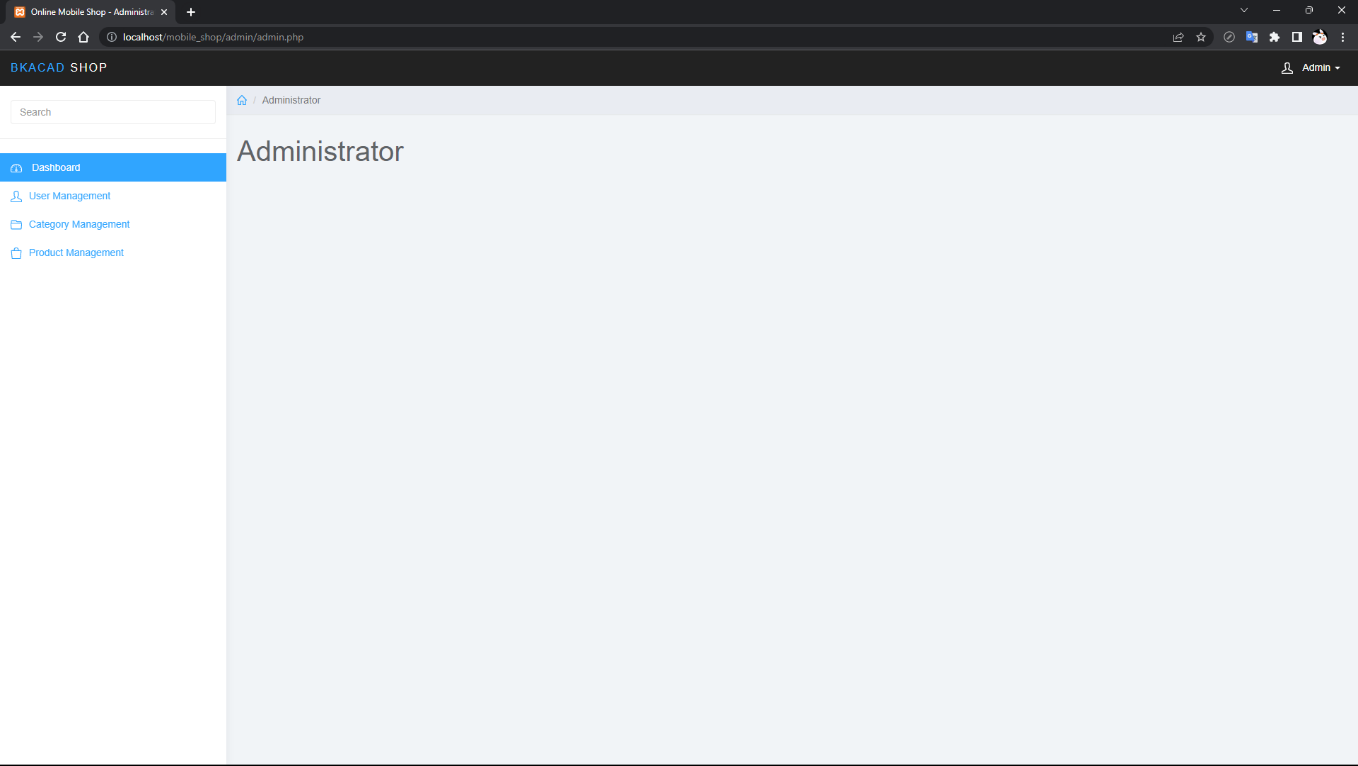 Online Mobile Shop - Administra
localhost/mobile_shop/admin/admin.php
BKACAD SHOP
Admin
Search
/ Administrator
Administrator
Dashboard
User Management
Category Management
Product Management